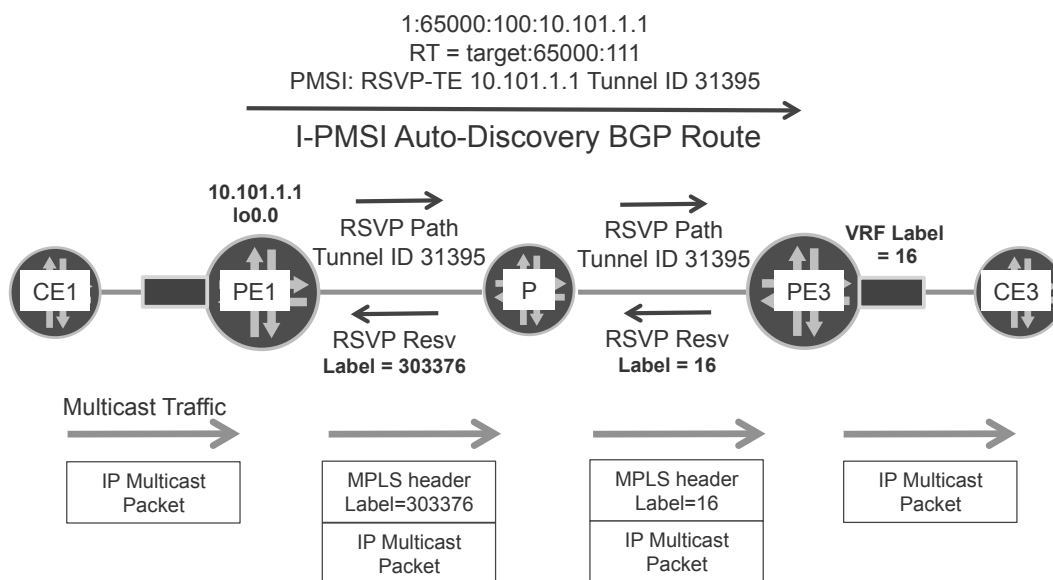 1:65000:100:10.101.1.1
RT = target:65000:111
PMSI: RSVP-TE 10.101.1.1 Tunnel ID 31395
I-PMSI Auto-Discovery BGP Route
10.101.1.1
lo0.0
RSVP Path
Tunnel ID 31395
RSVP Path
Tunnel ID 31395
VRF Label
= 16
CE1
PE1
P
PE3
CE3
RSVP Resv
Label = 303376
RSVP Resv
Label = 16
Multicast Traffic
IP Multicast
Packet
MPLS header
Label=303376
IP Multicast
Packet
MPLS header
Label=16
IP Multicast
Packet
IP Multicast
Packet